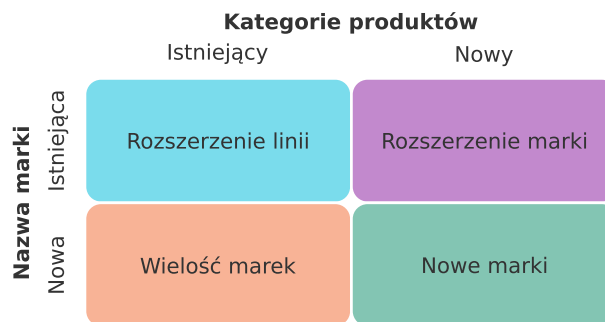 Kategorie produktów
Istniejący
Nowy
Nazwa marki
Istniejąca
Rozszerzenie linii
Rozszerzenie marki
Nowa
Wielość marek
Nowe marki